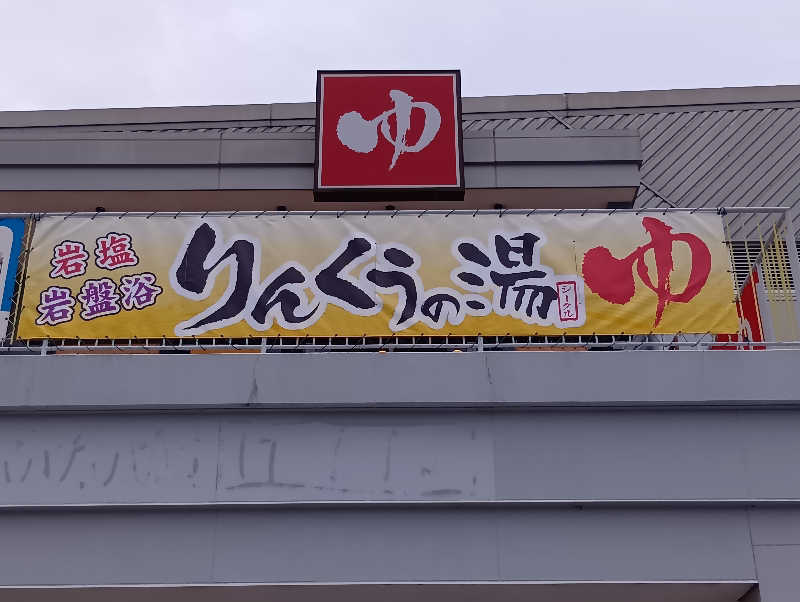 ゆ
岩塩
岩盤浴
りんくうの湯
シークル
ゆ